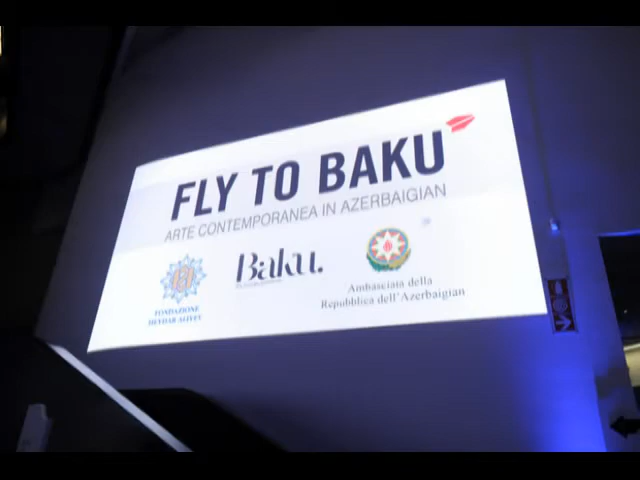 FLY TO BAKU
ARTE CONTEMPORANEA IN AZERBAIGIAN
Baku.
FONDAZIONE
HEYDAR ALIYEV
Ambasciata della
Repubblica dell'Azerbaigian